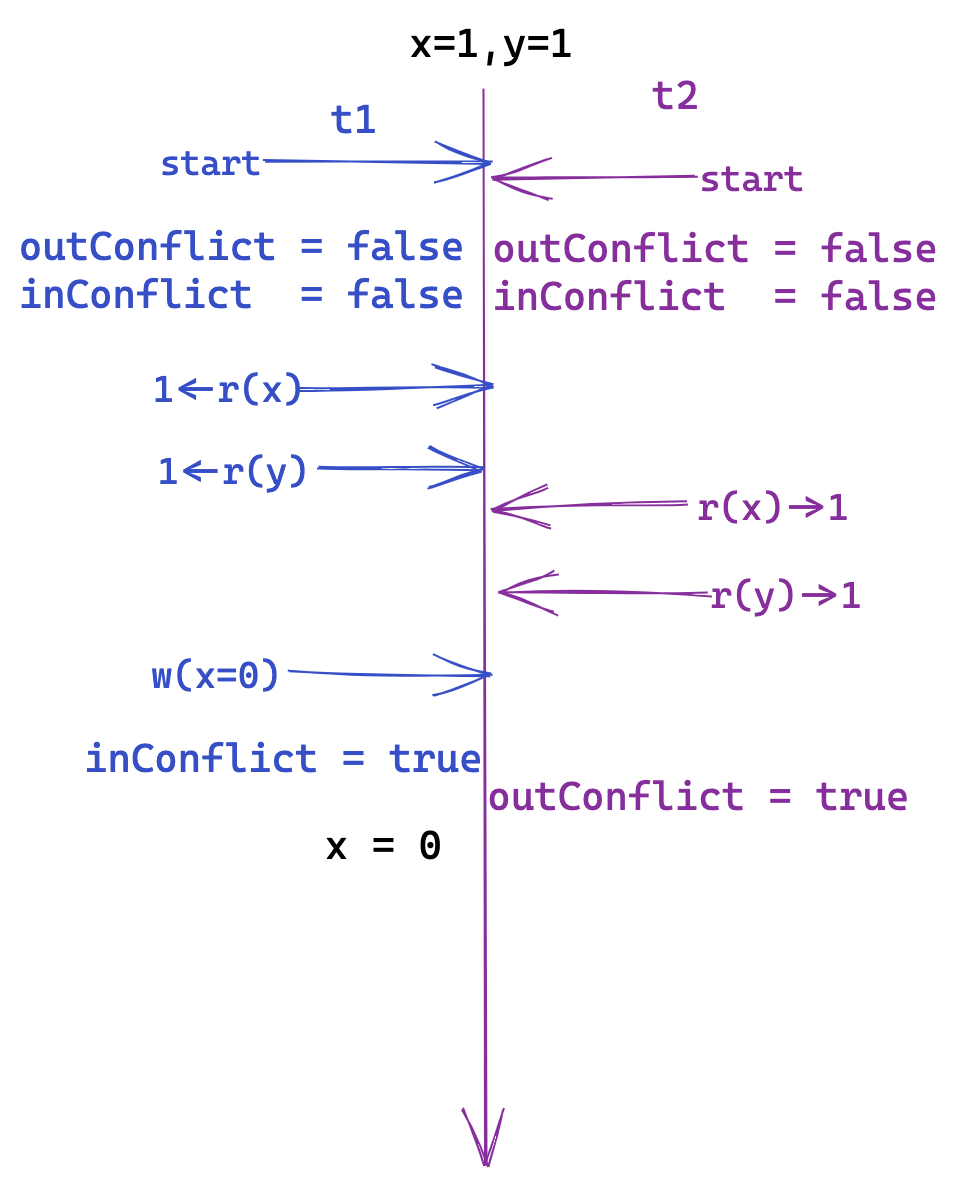 x=1,y=1
t1
t2
start
start
outConflict = false
inConflict  = false
outConflict = false
inConflict  = false
1←r(x)
1←r(y)
r(x)→1
r(y)→1
w(x=0)
inConflict = true
outConflict = true
x = 0